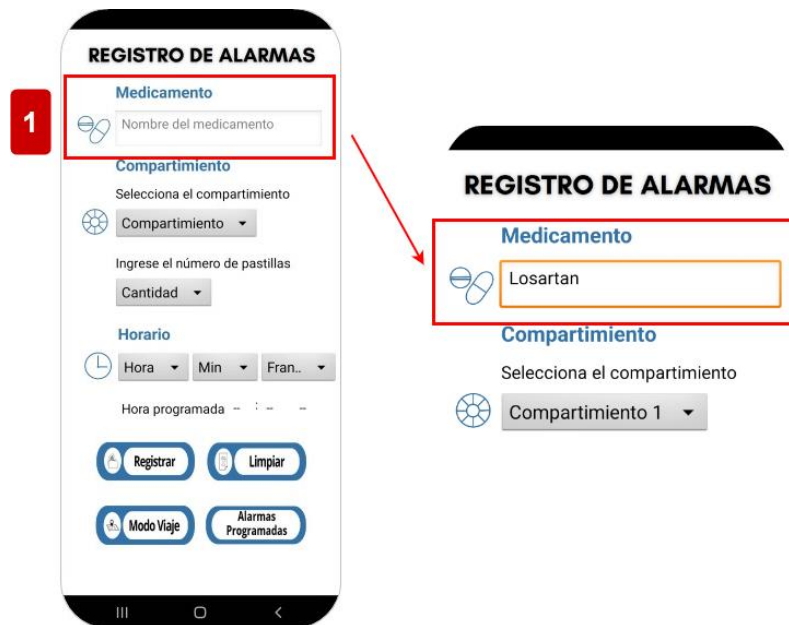 REGISTRO DE ALARMAS
1
Medicamento
Nombre del medicamento
Compartimiento
Selecciona el compartimiento
Compartimiento
Ingrese el número de pastillas
Cantidad
Horario
Hora Min Fran..
Hora programada -- : -- --
Registrar Limpiar
Modo Viaje Alarmas
Programadas
REGISTRO DE ALARMAS
Medicamento
Losartan
Compartimiento
Selecciona el compartimiento
Compartimiento 1